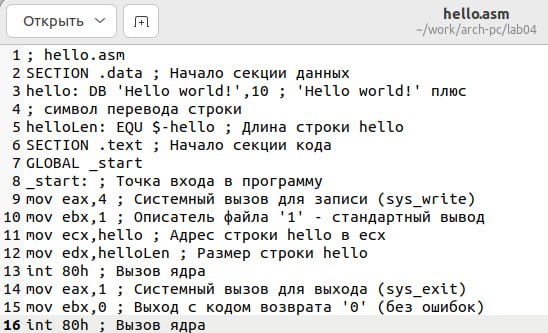 Открыть
hello.asm
~/work/arch-pc/lab04
1 ; hello.asm
2 SECTION .data ; Начало секции данных
3 hello: DB 'Hello world!',10 ; 'Hello world!' плюс
4 ; символ перевода строки
5 helloLen: EQU $-hello ; Длина строки hello
6 SECTION .text ; Начало секции кода
7 GLOBAL _start
8 _start: ; Точка входа в программу
9 mov eax,4 ; Системный вызов для записи (sys_write)
10 mov ebx,1 ; Описатель файла '1' - стандартный вывод
11 mov ecx,hello ; Адрес строки hello в ecx
12 mov edx,helloLen ; Размер строки hello
13 int 80h ; Вызов ядра
14 mov eax,1 ; Системный вызов для выхода (sys_exit)
15 mov ebx,0 ; Выход с кодом возврата '0' (без ошибок)
16 int 80h ; Вызов ядра